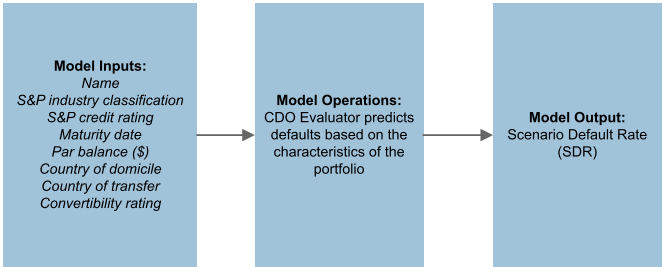 Model Inputs:
Name
S&P industry classification
S&P credit rating
Maturity date
Par balance ($)
Country of domicile
Country of transfer
Convertibility rating
Model Operations:
CDO Evaluator predicts
defaults based on the
characteristics of the
portfolio
Model Output:
Scenario Default Rate
(SDR)